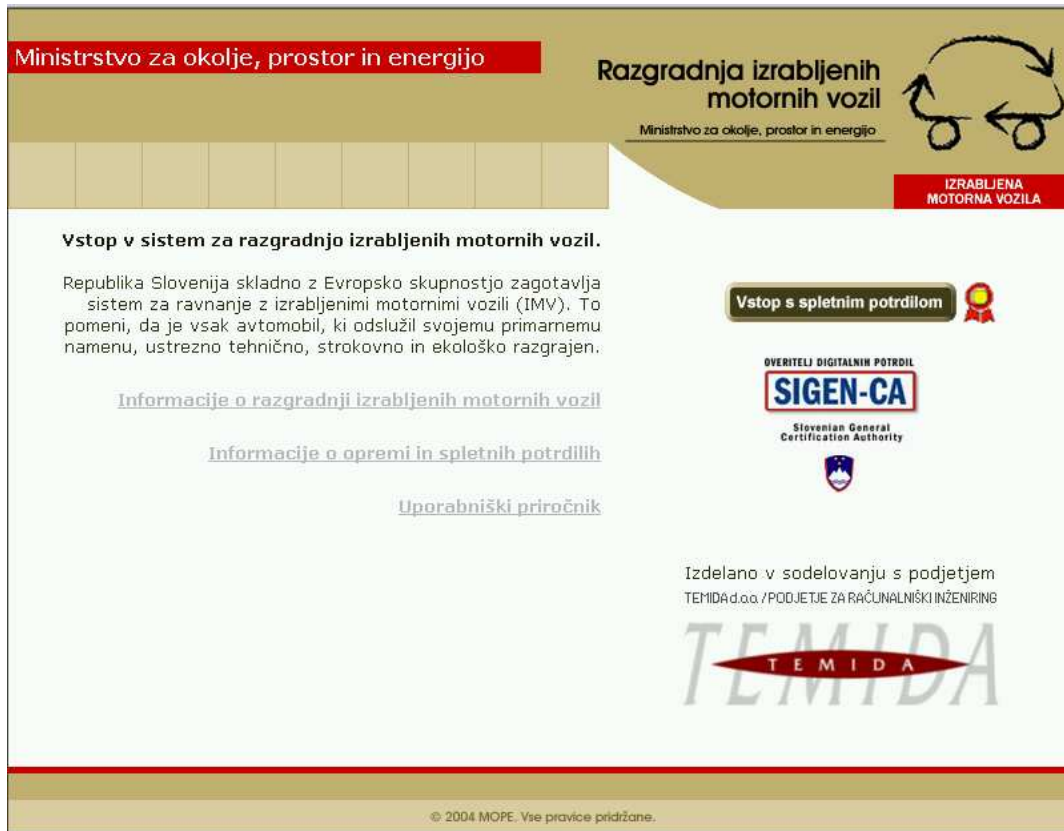 Ministrstvo za okolje, prostor in energijo
Razgradnja izrabljenih
motornih vozil
Ministrstvo za okolje, prostor in energijo
IZRABLJENA
MOTORNA VOZILA
Vstop v sistem za razgradnjo izrabljenih motornih vozil.
Republika Slovenija skladno z Evropsko skupnostjo zagotavlja
sistem za ravnanje z izrabljenimi motornimi vozili (IMV). To
pomeni, da je vsak avtomobil, ki odslužil svojemu primarnemu
namenu, ustrezno tehnično, strokovno in ekološko razgrajen.
Informacije o razgradnji izrabljenih motornih vozil
Informacije o opremi in spletnih potrdilih
Uporabniški priročnik
Vstop s spletnim potrdilom
OVERITELJ DIGITALNIH POTRDIL
SIGEN-CA
Slovenian General
Certification Authority
Izdelano v sodelovanju s podjetjem
TEMIDA d.o.o. / PODJETJE ZA RAČUNALNIŠKI INŽENIRING
TEMIDA
TEMIDA
© 2004 MOPE. Vse pravice pridržane.